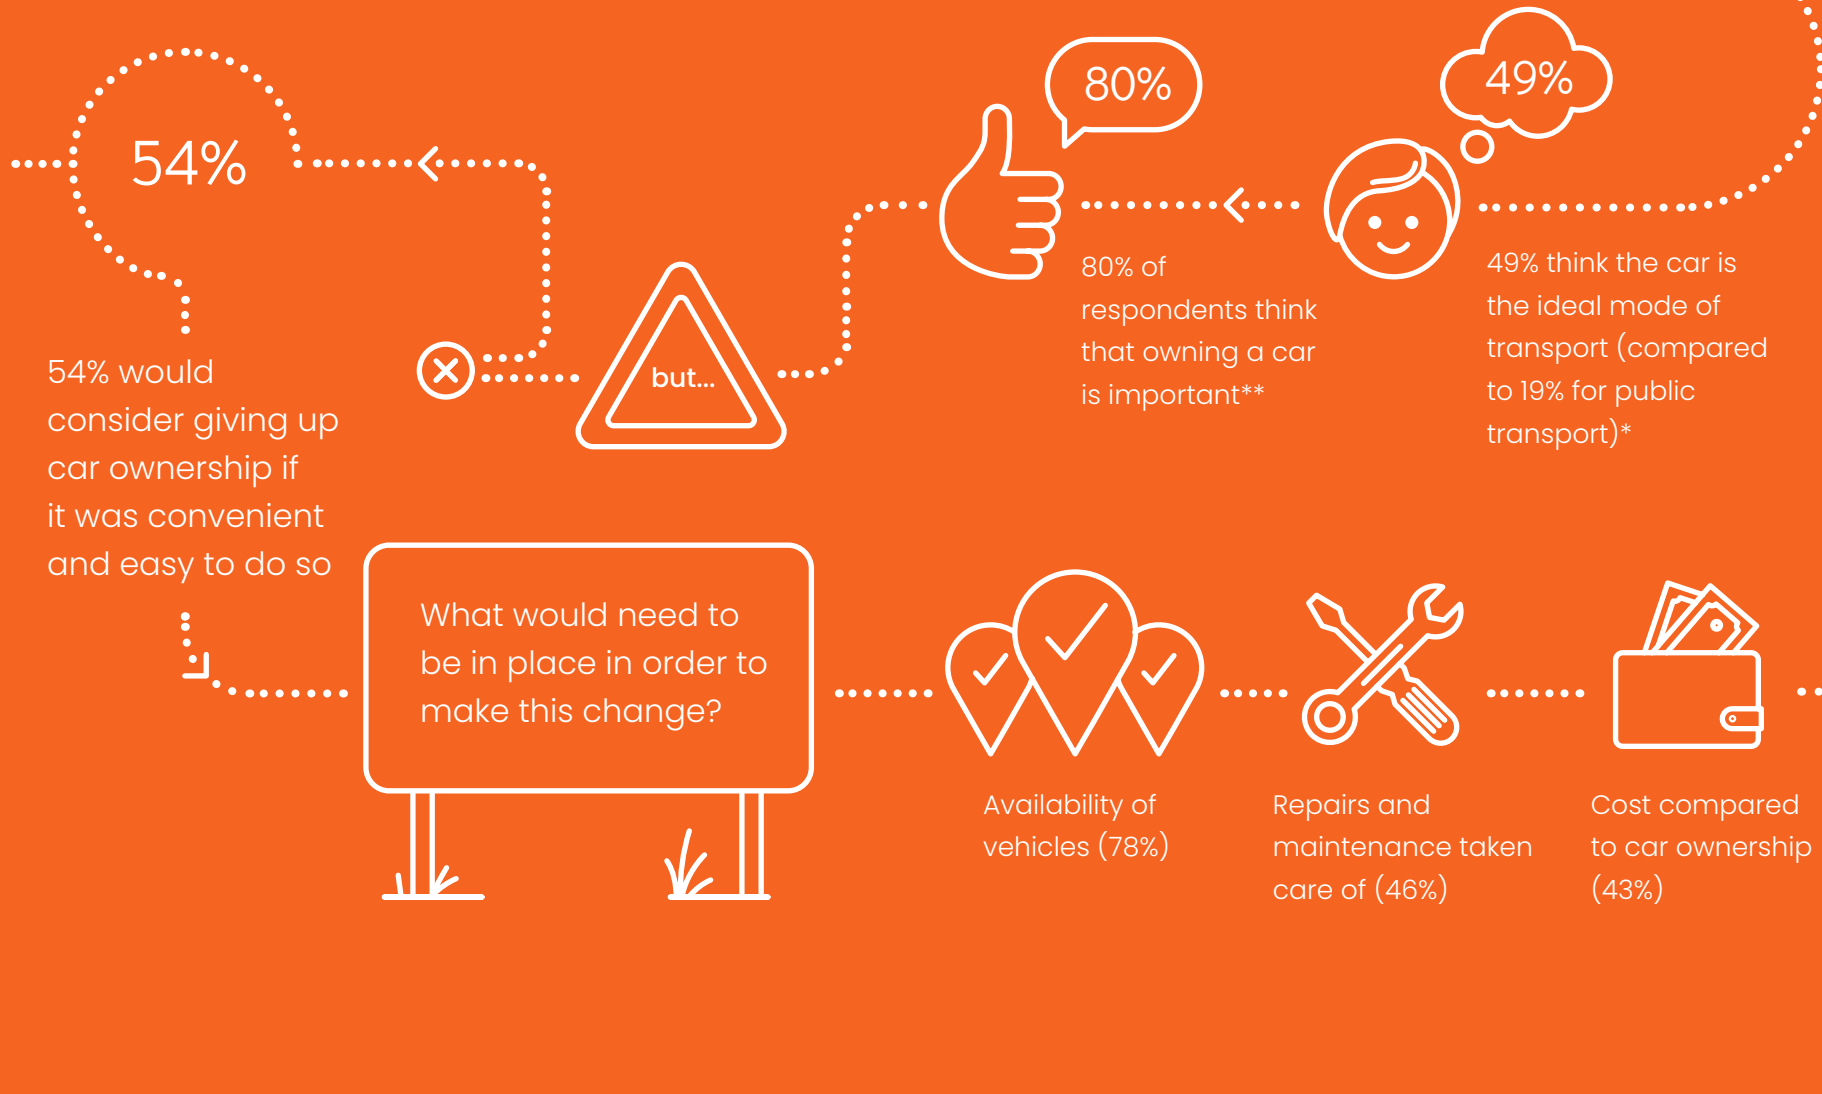 54%
80%
49%
but...
80% of
respondents think
that owning a car
is important**
49% think the car is
the ideal mode of
transport (compared
to 19% for public
transport)*
54% would
consider giving up
car ownership if
it was convenient
and easy to do so
What would need to
be in place in order to
make this change?
Availability of
vehicles (78%)
Repairs and
maintenance taken
care of (46%)
Cost compared
to car ownership
(43%)